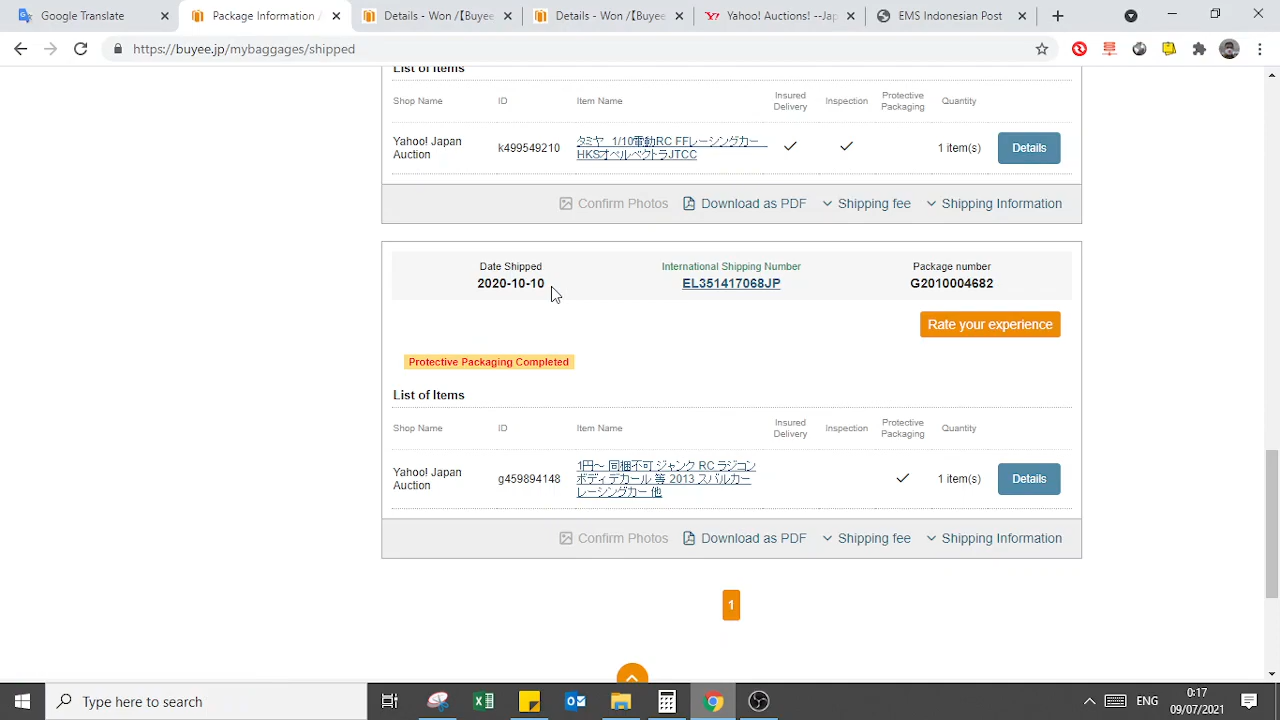 Google Translate
Package Information /
Details - Won /【Buyee
Details - Won /【Buyee
Yahoo! Auctions! --Jap
EMS Indonesian Post
https://buyee.jp/mybaggages/shipped
List of Items
Shop Name ID Item Name Insured Delivery Inspection Protective Packaging Quantity
Yahoo! Japan Auction k499549210 タミヤ 1/10電動RC FFレーシングカー HKSオペルベクトラJTCC 1 item(s) Details
Confirm Photos Download as PDF Shipping fee Shipping Information
Date Shipped International Shipping Number Package number
2020-10-10 EL351417068JP G2010004682
Rate your experience
Protective Packaging Completed
List of Items
Shop Name ID Item Name Insured Delivery Inspection Protective Packaging Quantity
Yahoo! Japan Auction g459894148 1円～ 同梱不可 ジャンク RC ラジコン ボディ デカール 等 2013 スバルカー レーシングカー 他 1 item(s) Details
Confirm Photos Download as PDF Shipping fee Shipping Information
1
Type here to search
ENG
0:17
09/07/2021